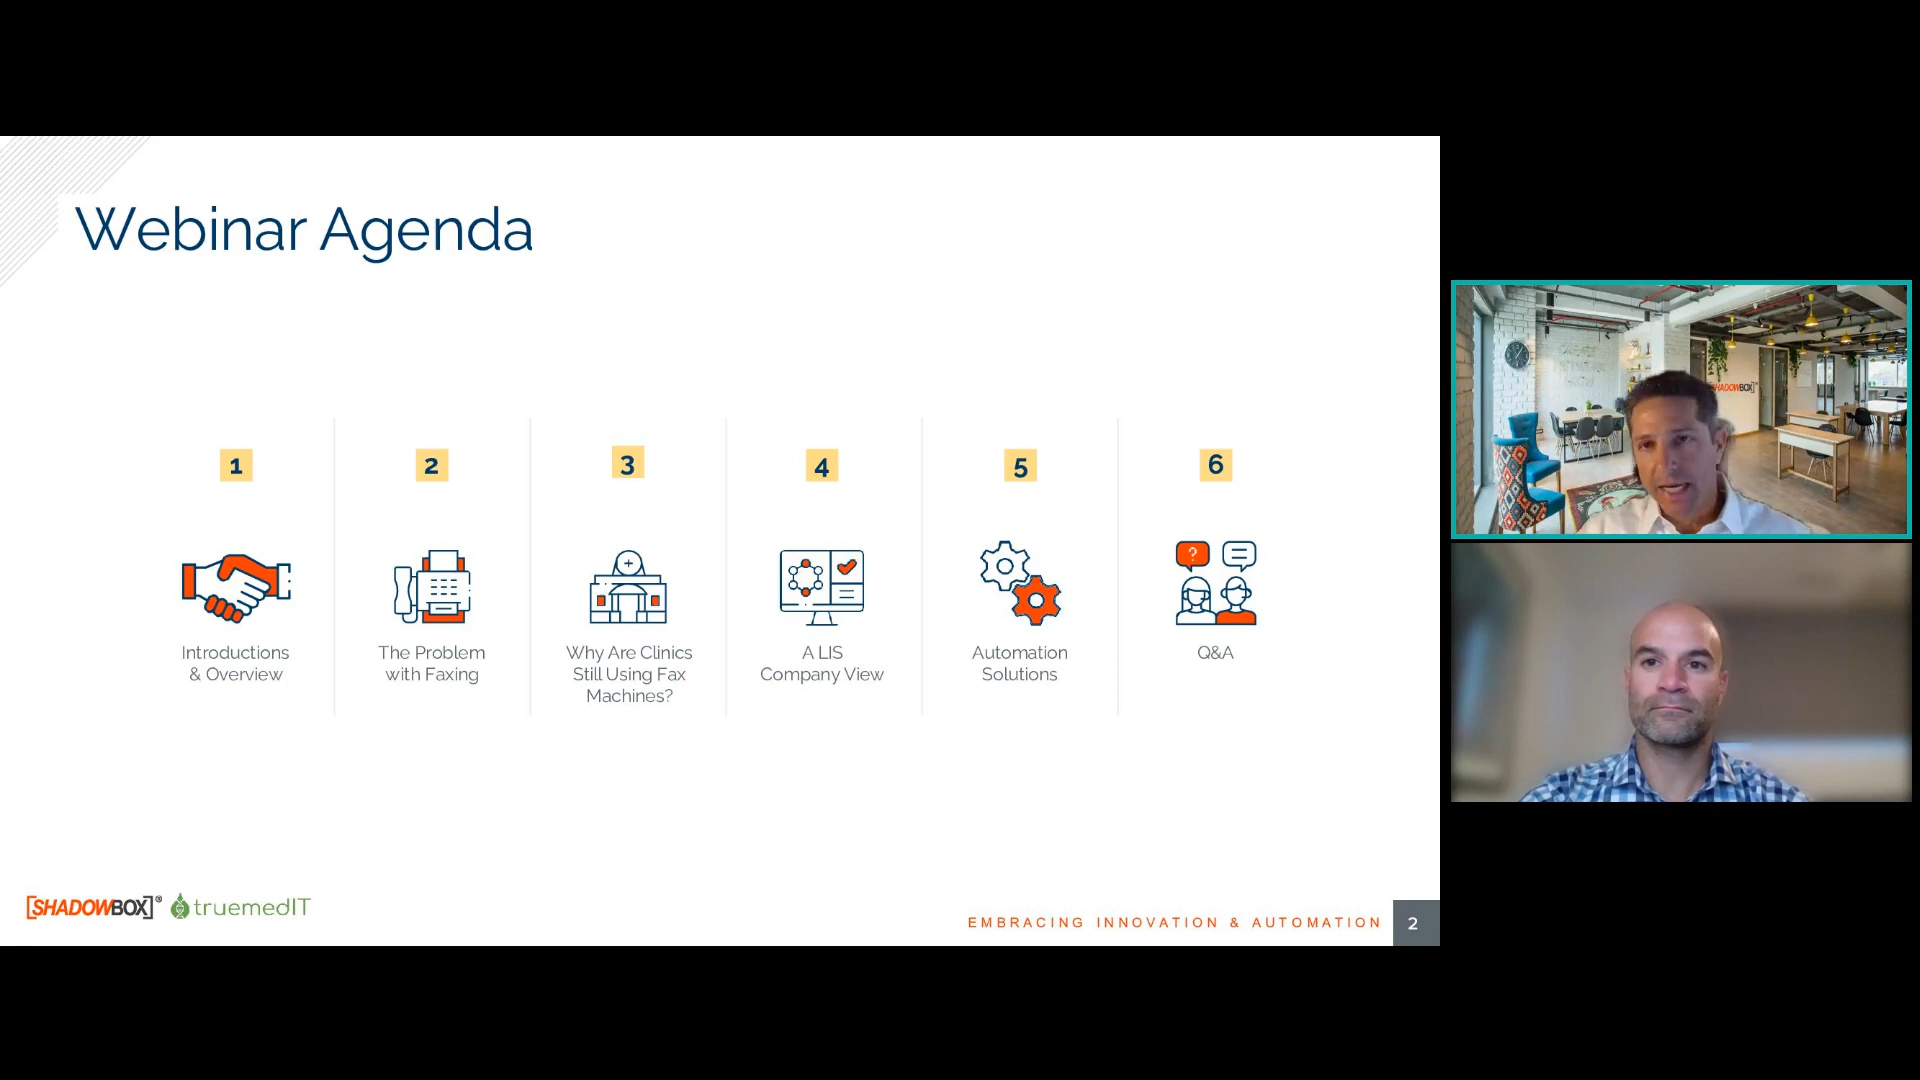 Webinar Agenda
1
2
3
4
5
6
Introductions
& Overview
The Problem
with Faxing
Why Are Clinics
Still Using Fax
Machines?
A LIS
Company View
Automation
Solutions
Q&A
?
[SHADOWBOX]®
truemedIT
EMBRACING INNOVATION & AUTOMATION
2
[SHADOWBOX]